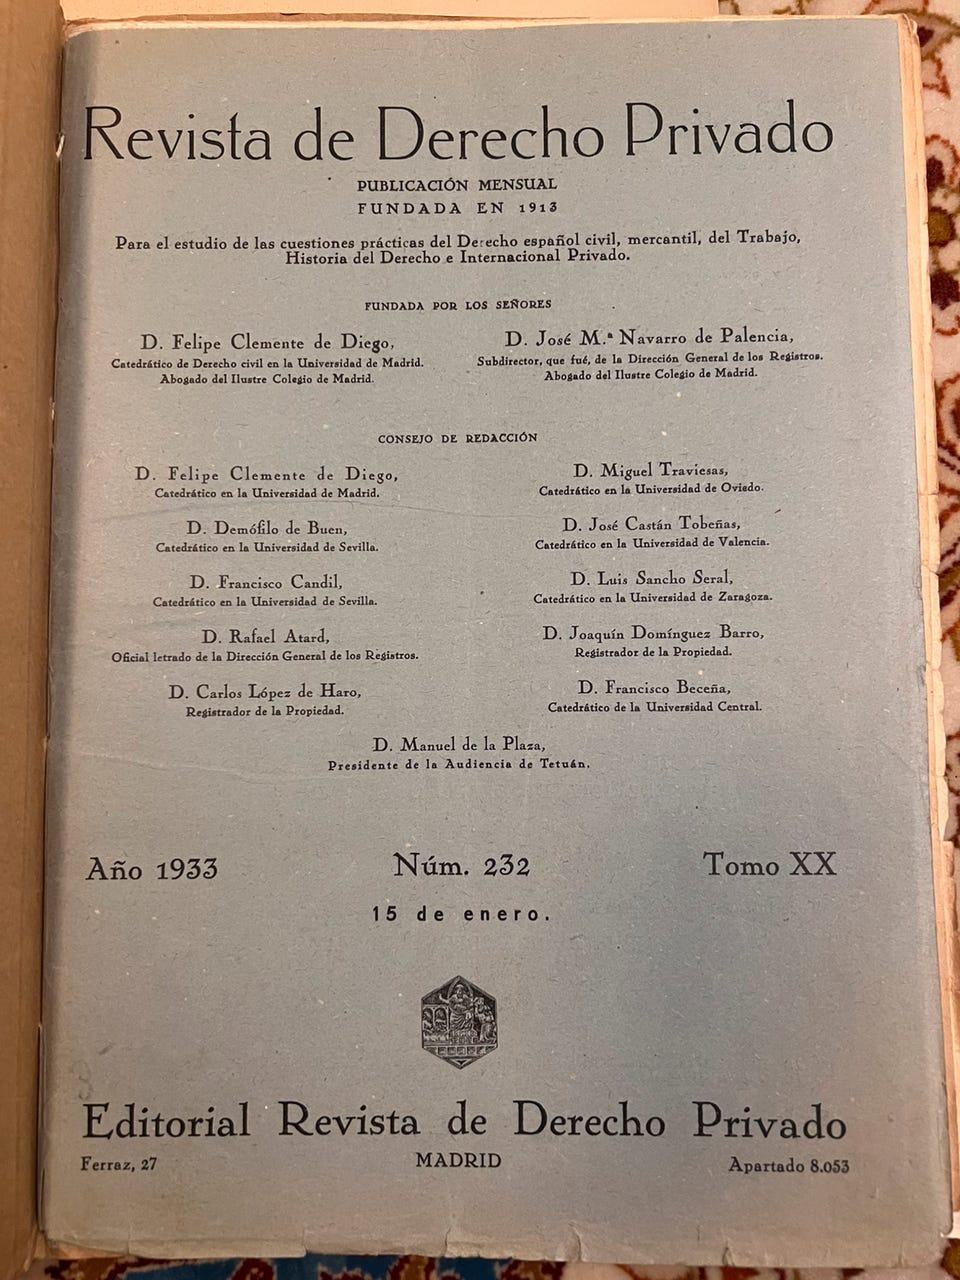 Revista de Derecho Privado
PUBLICACIÓN MENSUAL
FUNDADA EN 1913
Para el estudio de las cuestiones prácticas del Derecho español civil, mercantil, del Trabajo,
Historia del Derecho e Internacional Privado.
FUNDADA POR LOS SEÑORES
D. Felipe Clemente de Diego,
Catedrático de Derecho civil en la Universidad de Madrid.
Abogado del Ilustre Colegio de Madrid.
D. José M.ª Navarro de Palencia,
Subdirector, que fué, de la Dirección General de los Registros.
Abogado del Ilustre Colegio de Madrid.
CONSEJO DE REDACCIÓN
D. Felipe Clemente de Diego,
Catedrático en la Universidad de Madrid.
D. Miguel Traviesas,
Catedrático en la Universidad de Oviedo.
D. Demófilo de Buen,
Catedrático en la Universidad de Sevilla.
D. José Castán Tobeñas,
Catedrático en la Universidad de Valencia.
D. Francisco Candil,
Catedrático en la Universidad de Sevilla.
D. Luis Sancho Seral,
Catedrático en la Universidad de Zaragoza.
D. Rafael Atard,
Oficial letrado de la Dirección General de los Registros.
D. Joaquín Domínguez Barro,
Registrador de la Propiedad.
D. Carlos López de Haro,
Registrador de la Propiedad.
D. Francisco Beceña,
Catedrático de la Universidad Central.
D. Manuel de la Plaza,
Presidente de la Audiencia de Tetuán.
Año 1933 Núm. 232 Tomo XX
15 de enero.
Editorial Revista de Derecho Privado
Ferraz, 27 MADRID Apartado 8.053